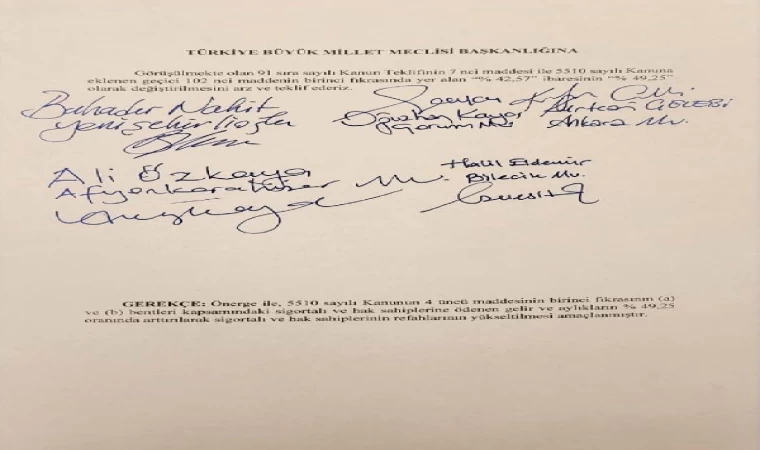 TÜRKİYE BÜYÜK MİLLET MECLİSİ BAŞKANLIĞINA
Görüşülmekte olan 91 sıra sayılı Kanun Teklifinin 7 nci maddesi ile 5510 sayılı Kanuna
eklenen geçici 102 nci maddenin birinci fıkrasında yer alan "% 42,57" ibaresinin "% 49,25"
olarak değiştirilmesini arz ve teklif ederiz.
Bahadır Nahit
Yenişehirlioğlu
Oğuzhan Kaya
Çorum Mv.
ÇELEBİ
Ankara Mv.
Ali Özkaya
Afyonkarahisar Mv.
Halil Eldemir
Bilecik Mv.
GEREKÇE: Önerge ile, 5510 sayılı Kanunun 4 üncü maddesinin birinci fıkrasının (a)
ve (b) bentleri kapsamındaki sigortalı ve hak sahiplerine ödenen gelir ve aylıkların % 49,25
oranında arttırılarak sigortalı ve hak sahiplerinin refahlarının yükseltilmesi amaçlanmıştır.